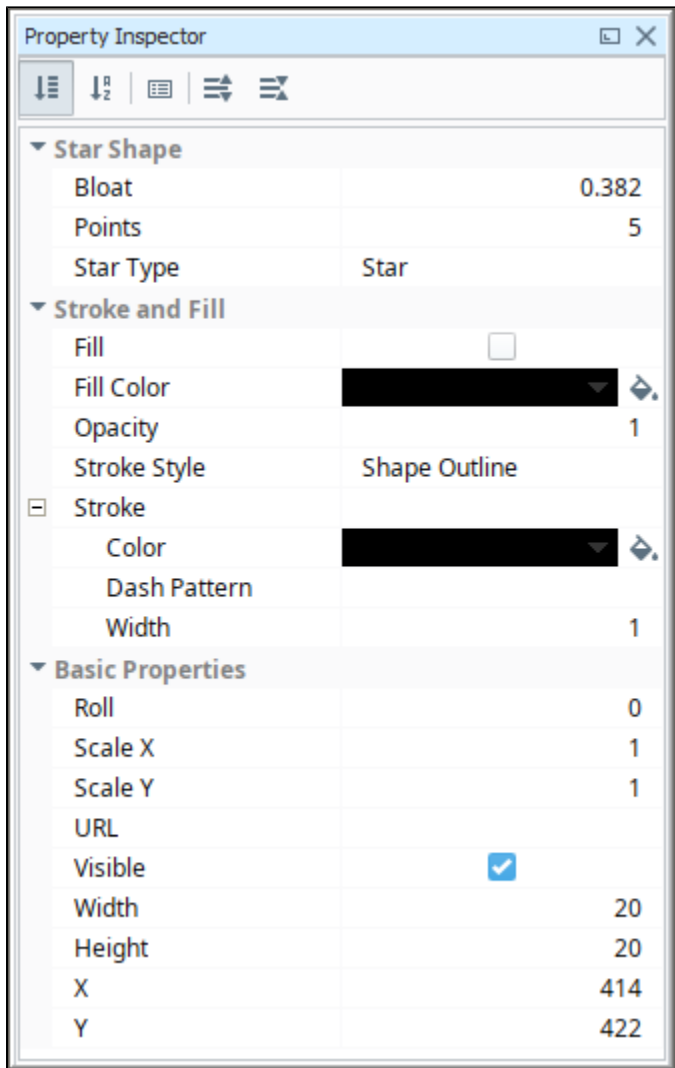 Property Inspector
Star Shape
Bloat 0.382
Points 5
Star Type Star
Stroke and Fill
Fill
Fill Color
Opacity 1
Stroke Style Shape Outline
Stroke
Color
Dash Pattern
Width 1
Basic Properties
Roll 0
Scale X 1
Scale Y 1
URL
Visible
Width 20
Height 20
X 414
Y 422